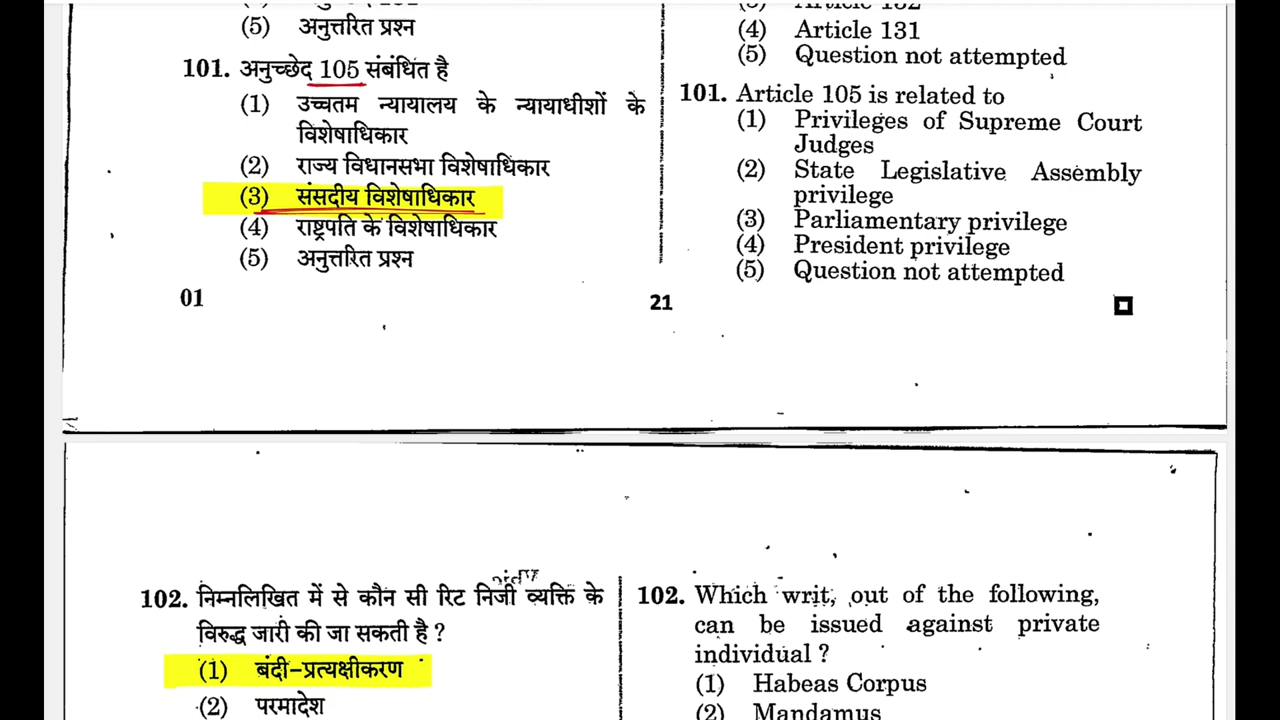 (5) अनुत्तरित प्रश्न
101. अनुच्छेद 105 संबंधित है
(1) उच्चतम न्यायालय के न्यायाधीशों के
विशेषाधिकार
(2) राज्य विधानसभा विशेषाधिकार
(3) संसदीय विशेषाधिकार
(4) राष्ट्रपति के विशेषाधिकार
(5) अनुत्तरित प्रश्न
(4) Article 131
(5) Question not attempted
101. Article 105 is related to
(1) Privileges of Supreme Court
Judges
(2) State Legislative Assembly
privilege
(3) Parliamentary privilege
(4) President privilege
(5) Question not attempted
01
21
102. निम्नलिखित में से कौन सी रिट निजी व्यक्ति के
विरुद्ध जारी की जा सकती है ?
(1) बंदी-प्रत्यक्षीकरण
(2) परमादेश
102. Which writ, out of the following,
can be issued against private
individual ?
(1) Habeas Corpus
(2) Mandamus